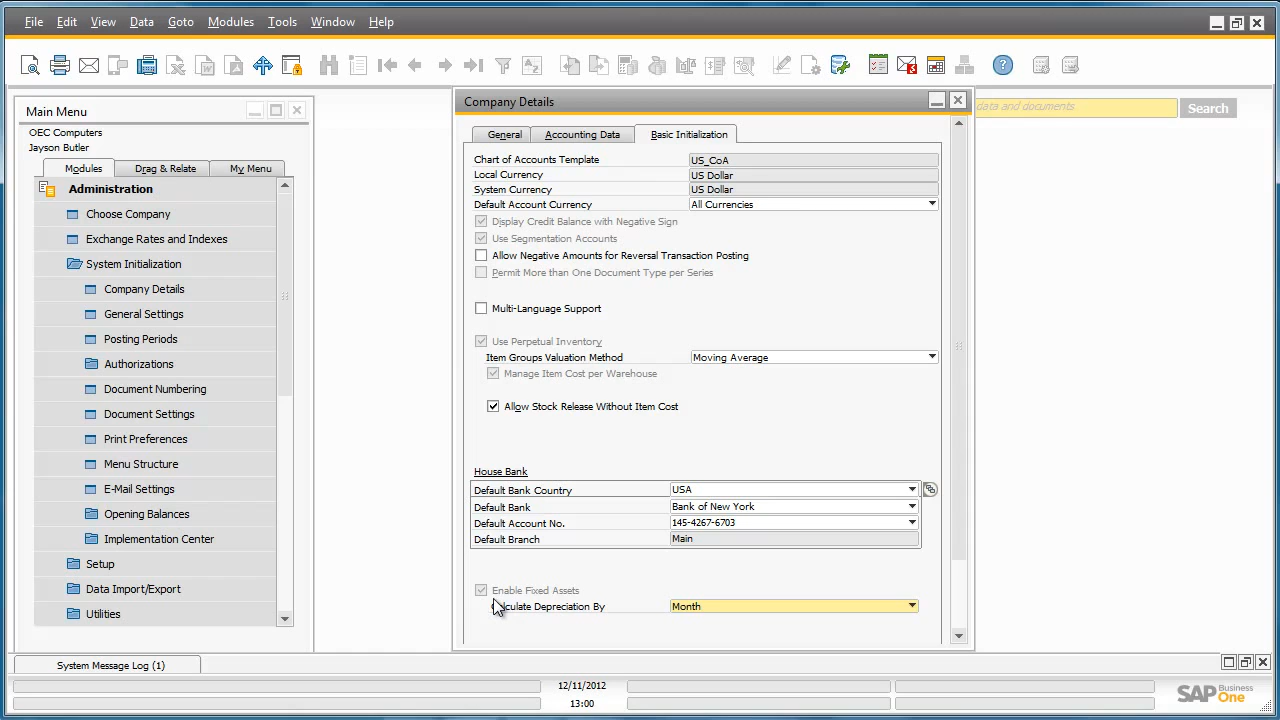 File Edit View Data Goto Modules Tools Window Help
data and documents Search
Main Menu
OEC Computers
Jayson Butler
Modules Drag & Relate My Menu
Administration
Choose Company
Exchange Rates and Indexes
System Initialization
Company Details
General Settings
Posting Periods
Authorizations
Document Numbering
Document Settings
Print Preferences
Menu Structure
E-Mail Settings
Opening Balances
Implementation Center
Setup
Data Import/Export
Utilities
Company Details
General Accounting Data Basic Initialization
Chart of Accounts Template US_CoA
Local Currency US Dollar
System Currency US Dollar
Default Account Currency All Currencies
Display Credit Balance with Negative Sign
Use Segmentation Accounts
Allow Negative Amounts for Reversal Transaction Posting
Permit More than One Document Type per Series
Multi-Language Support
Use Perpetual Inventory
Item Groups Valuation Method Moving Average
Manage Item Cost per Warehouse
Allow Stock Release Without Item Cost
House Bank
Default Bank Country USA
Default Bank Bank of New York
Default Account No. 145-4267-6703
Default Branch Main
Enable Fixed Assets
Depreciation By Month
System Message Log (1)
12/11/2012
13:00
SAP Business One